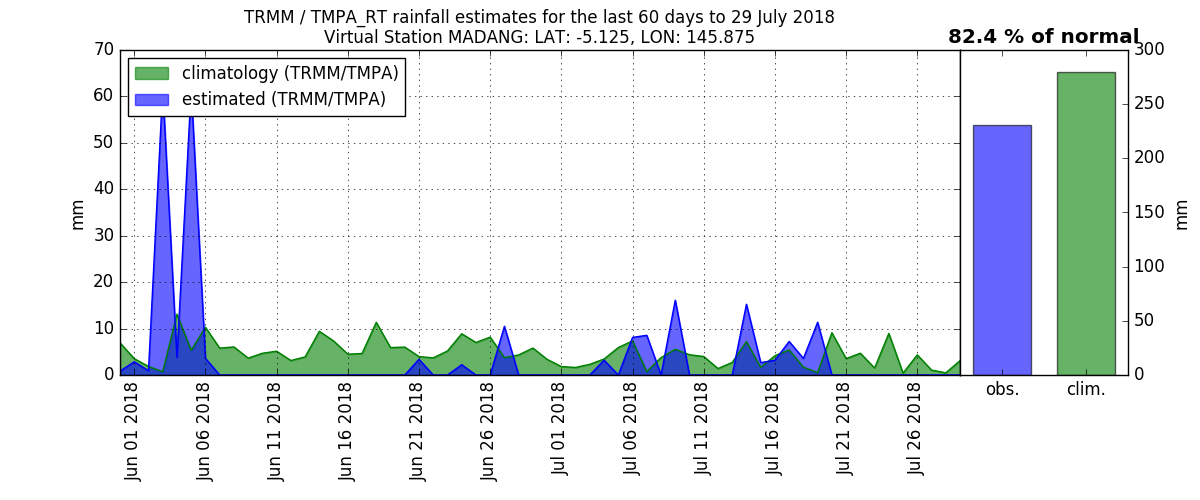 TRMM / TMPA_RT rainfall estimates for the last 60 days to 29 July 2018
Virtual Station MADANG: LAT: -5.125, LON: 145.875
82.4 % of normal
climatology (TRMM/TMPA)
estimated (TRMM/TMPA)
70
60
50
40
30
20
10
0
mm
Jun 01 2018
Jun 06 2018
Jun 11 2018
Jun 16 2018
Jun 21 2018
Jun 26 2018
Jul 01 2018
Jul 06 2018
Jul 11 2018
Jul 16 2018
Jul 21 2018
Jul 26 2018
obs.
clim.
300
250
200
150
100
50
0
mm